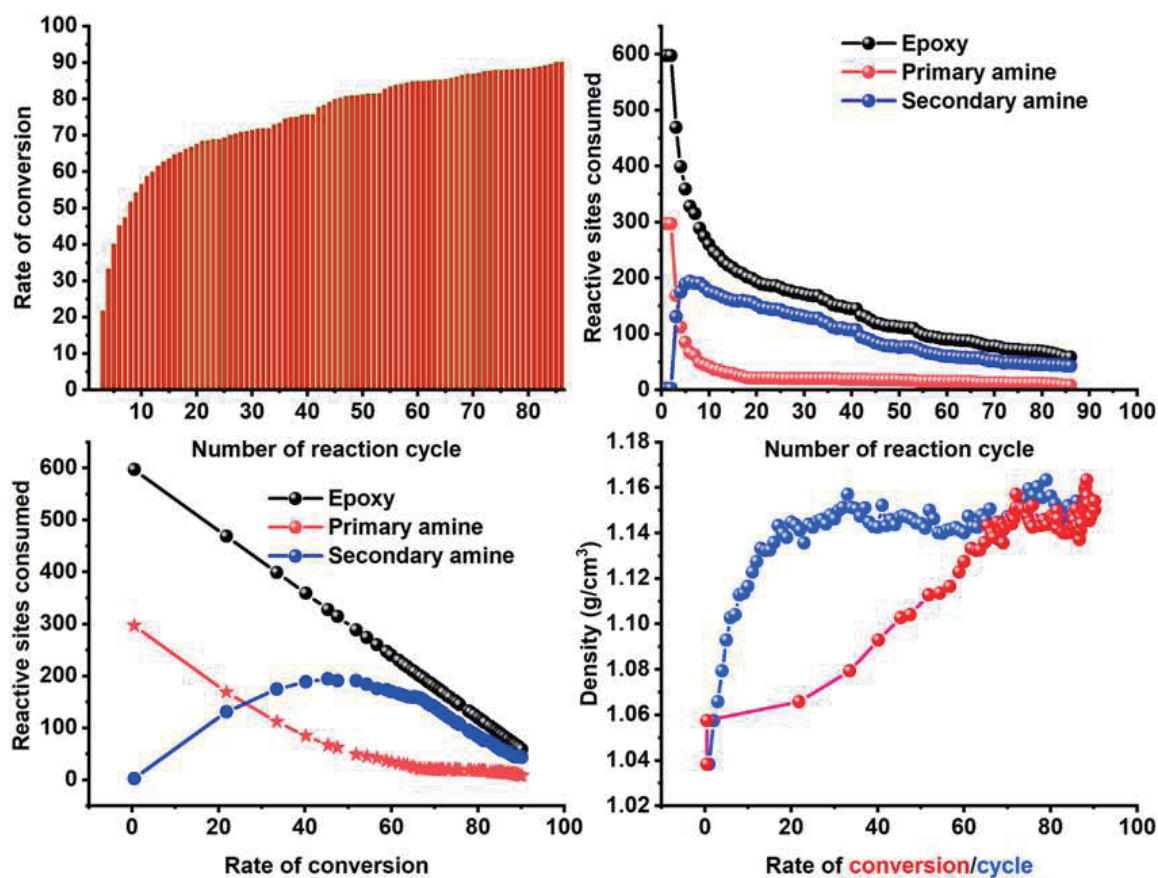 100
90
80
70
60
50
40
30
20
10
0
Rate of conversion
10 20 30 40 50 60 70 80
Number of reaction cycle
Epoxy
Primary amine
Secondary amine
600
500
400
300
200
100
0
Reactive sites consumed
0 10 20 30 40 50 60 70 80 90 100
Number of reaction cycle
Epoxy
Primary amine
Secondary amine
600
500
400
300
200
100
0
Reactive sites consumed
0 20 40 60 80 100
Rate of conversion
1.18
1.16
1.14
1.12
1.10
1.08
1.06
1.04
1.02
Density (g/cm³)
0 20 40 60 80 100
Rate of conversion/cycle